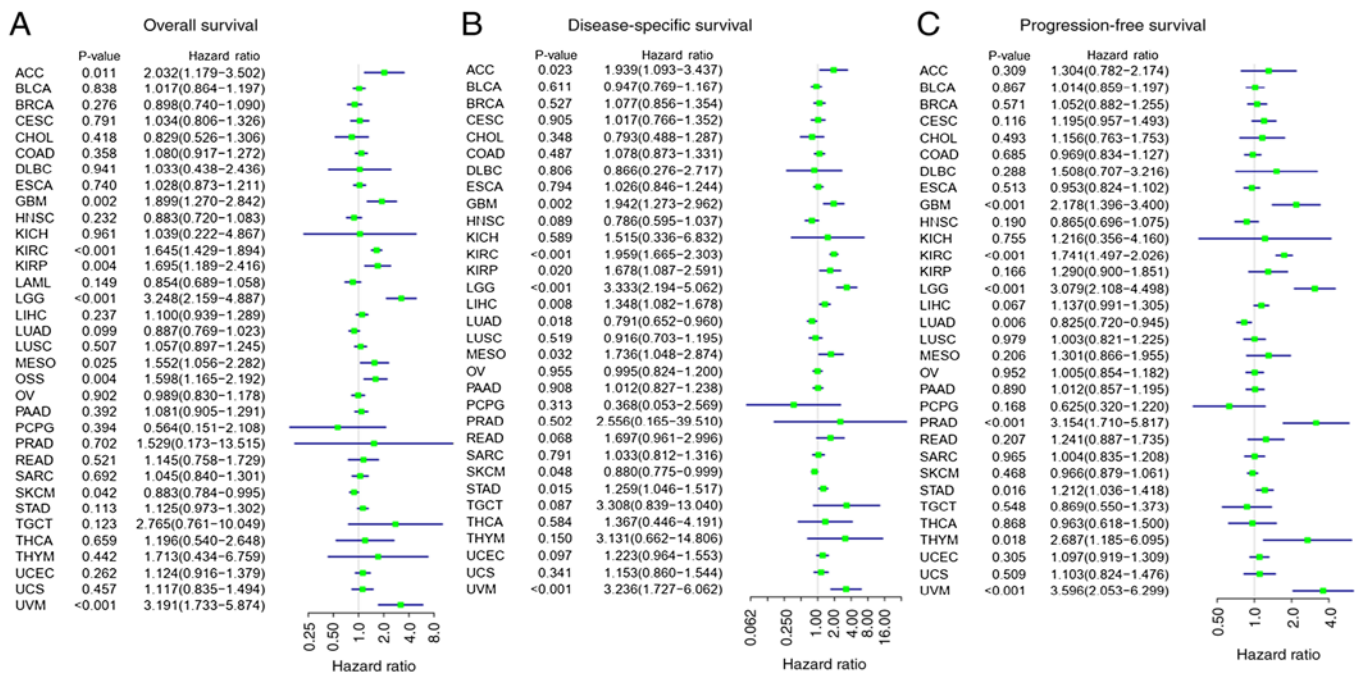 A Overall survival
P-value Hazard ratio
ACC 0.011 2.032(1.179-3.502)
BLCA 0.838 1.017(0.864-1.197)
BRCA 0.276 0.898(0.740-1.090)
CESC 0.791 1.034(0.806-1.326)
CHOL 0.418 0.829(0.526-1.306)
COAD 0.358 1.080(0.917-1.272)
DLBC 0.941 1.033(0.438-2.436)
ESCA 0.740 1.028(0.873-1.211)
GBM 0.002 1.899(1.270-2.842)
HNSC 0.232 0.883(0.720-1.083)
KICH 0.961 1.039(0.222-4.867)
KIRC <0.001 1.645(1.429-1.894)
KIRP 0.004 1.695(1.189-2.416)
LAML 0.149 0.854(0.689-1.058)
LGG <0.001 3.248(2.159-4.887)
LIHC 0.237 1.100(0.939-1.289)
LUAD 0.099 0.887(0.769-1.023)
LUSC 0.507 1.057(0.897-1.245)
MESO 0.025 1.552(1.056-2.282)
OSS 0.004 1.598(1.165-2.192)
OV 0.902 0.989(0.830-1.178)
PAAD 0.392 1.081(0.905-1.291)
PCPG 0.394 0.564(0.151-2.108)
PRAD 0.702 1.529(0.173-13.515)
READ 0.521 1.145(0.758-1.729)
SARC 0.692 1.045(0.840-1.301)
SKCM 0.042 0.883(0.784-0.995)
STAD 0.113 1.125(0.973-1.302)
TGCT 0.123 2.765(0.761-10.049)
THCA 0.659 1.196(0.540-2.648)
THYM 0.442 1.713(0.434-6.759)
UCEC 0.262 1.124(0.916-1.379)
UCS 0.457 1.117(0.835-1.494)
UVM <0.001 3.191(1.733-5.874)
0.25 0.50 1.0 2.0 4.0 8.0
Hazard ratio
B Disease-specific survival
P-value Hazard ratio
ACC 0.023 1.939(1.093-3.437)
BLCA 0.611 0.947(0.769-1.167)
BRCA 0.527 1.077(0.856-1.354)
CESC 0.905 1.017(0.766-1.352)
CHOL 0.348 0.793(0.488-1.287)
COAD 0.487 1.078(0.873-1.331)
DLBC 0.806 0.866(0.276-2.717)
ESCA 0.794 1.026(0.846-1.244)
GBM 0.002 1.942(1.273-2.962)
HNSC 0.089 0.786(0.595-1.037)
KICH 0.589 1.515(0.336-6.832)
KIRC <0.001 1.959(1.665-2.303)
KIRP 0.020 1.678(1.087-2.591)
LGG <0.001 3.333(2.194-5.062)
LIHC 0.008 1.348(1.082-1.678)
LUAD 0.018 0.791(0.652-0.960)
LUSC 0.519 0.916(0.703-1.195)
MESO 0.032 1.736(1.048-2.874)
OV 0.955 0.995(0.824-1.200)
PAAD 0.908 1.012(0.827-1.238)
PCPG 0.313 0.368(0.053-2.569)
PRAD 0.502 2.556(0.165-39.510)
READ 0.068 1.697(0.961-2.996)
SARC 0.791 1.033(0.812-1.316)
SKCM 0.048 0.880(0.775-0.999)
STAD 0.015 1.259(1.046-1.517)
TGCT 0.087 3.308(0.839-13.040)
THCA 0.584 1.367(0.446-4.191)
THYM 0.150 3.131(0.662-14.806)
UCEC 0.097 1.223(0.964-1.553)
UCS 0.341 1.153(0.860-1.544)
UVM <0.001 3.236(1.727-6.062)
0.062 0.250 1.00 2.00 4.00 8.00 16.00
Hazard ratio
C Progression-free survival
P-value Hazard ratio
ACC 0.309 1.304(0.782-2.174)
BLCA 0.867 1.014(0.859-1.197)
BRCA 0.571 1.052(0.882-1.255)
CESC 0.116 1.195(0.957-1.493)
CHOL 0.493 1.156(0.763-1.753)
COAD 0.685 0.969(0.834-1.127)
DLBC 0.288 1.508(0.707-3.216)
ESCA 0.513 0.953(0.824-1.102)
GBM <0.001 2.178(1.396-3.400)
HNSC 0.190 0.865(0.696-1.075)
KICH 0.755 1.216(0.356-4.160)
KIRC <0.001 1.741(1.497-2.026)
KIRP 0.166 1.290(0.900-1.851)
LGG <0.001 3.079(2.108-4.498)
LIHC 0.067 1.137(0.991-1.305)
LUAD 0.006 0.825(0.720-0.945)
LUSC 0.979 1.003(0.821-1.225)
MESO 0.206 1.301(0.866-1.955)
OV 0.952 1.005(0.854-1.182)
PAAD 0.890 1.012(0.857-1.195)
PCPG 0.168 0.625(0.320-1.220)
PRAD <0.001 3.154(1.710-5.817)
READ 0.207 1.241(0.887-1.735)
SARC 0.965 1.004(0.835-1.208)
SKCM 0.468 0.966(0.879-1.061)
STAD 0.016 1.212(1.036-1.418)
TGCT 0.548 0.869(0.550-1.373)
THCA 0.868 0.963(0.618-1.500)
THYM 0.018 2.687(1.185-6.095)
UCEC 0.305 1.097(0.919-1.309)
UCS 0.509 1.103(0.824-1.476)
UVM <0.001 3.596(2.053-6.299)
0.50 1.0 2.0 4.0
Hazard ratio